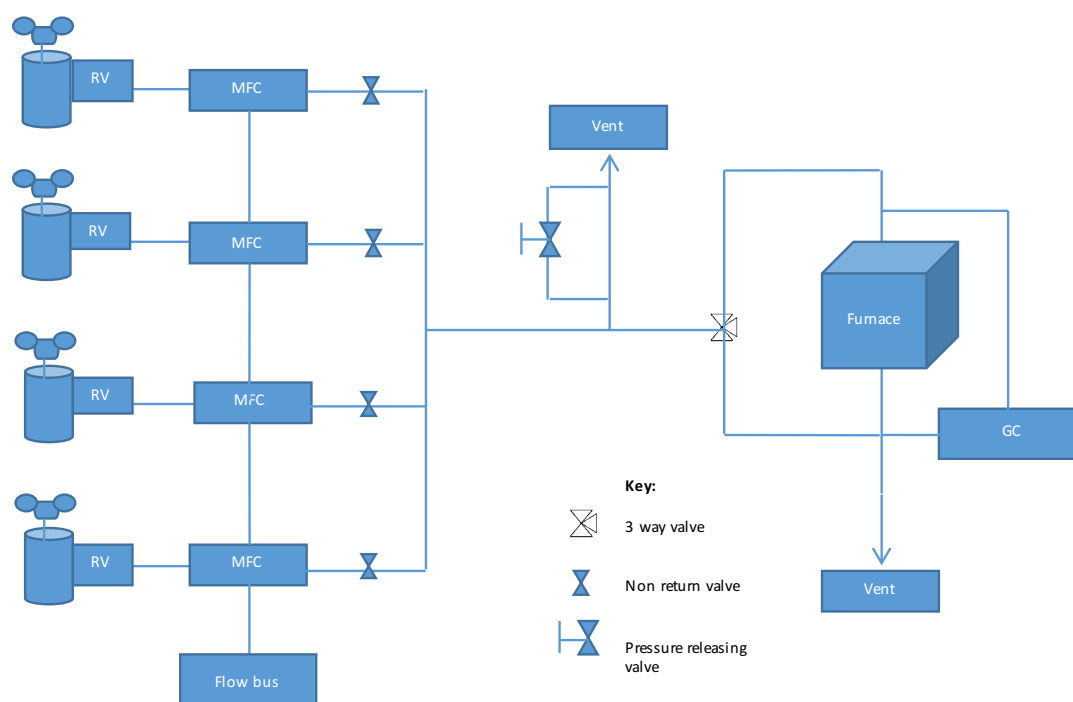 RV
MFC
Vent
RV
MFC
Furnace
RV
MFC
GC
Key:
3 way valve
RV
MFC
Non return valve
Vent
Pressure releasing
valve
Flow bus